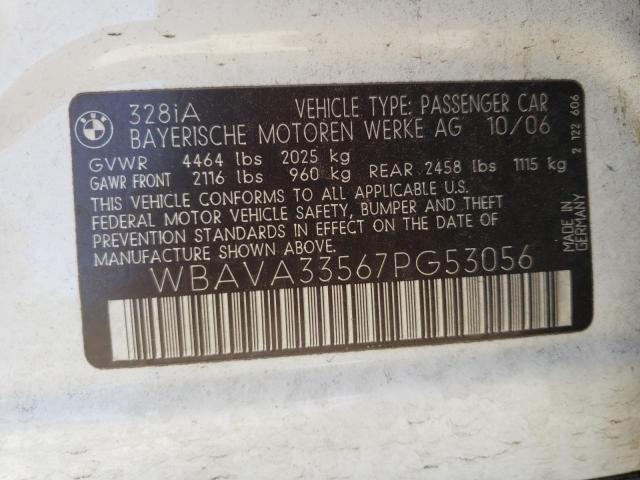 BMW
328iA VEHICLE TYPE: PASSENGER CAR
BAYERISCHE MOTOREN WERKE AG 10/06
GVWR 4464 lbs 2025 kg
GAWR FRONT 2116 lbs 960 kg REAR 2458 lbs 1115 kg
THIS VEHICLE CONFORMS TO ALL APPLICABLE U.S.
FEDERAL MOTOR VEHICLE SAFETY, BUMPER AND THEFT
PREVENTION STANDARDS IN EFFECT ON THE DATE OF
MANUFACTURE SHOWN ABOVE.
WBAVA33567PG53056
2 122 606
MADE IN
GERMANY